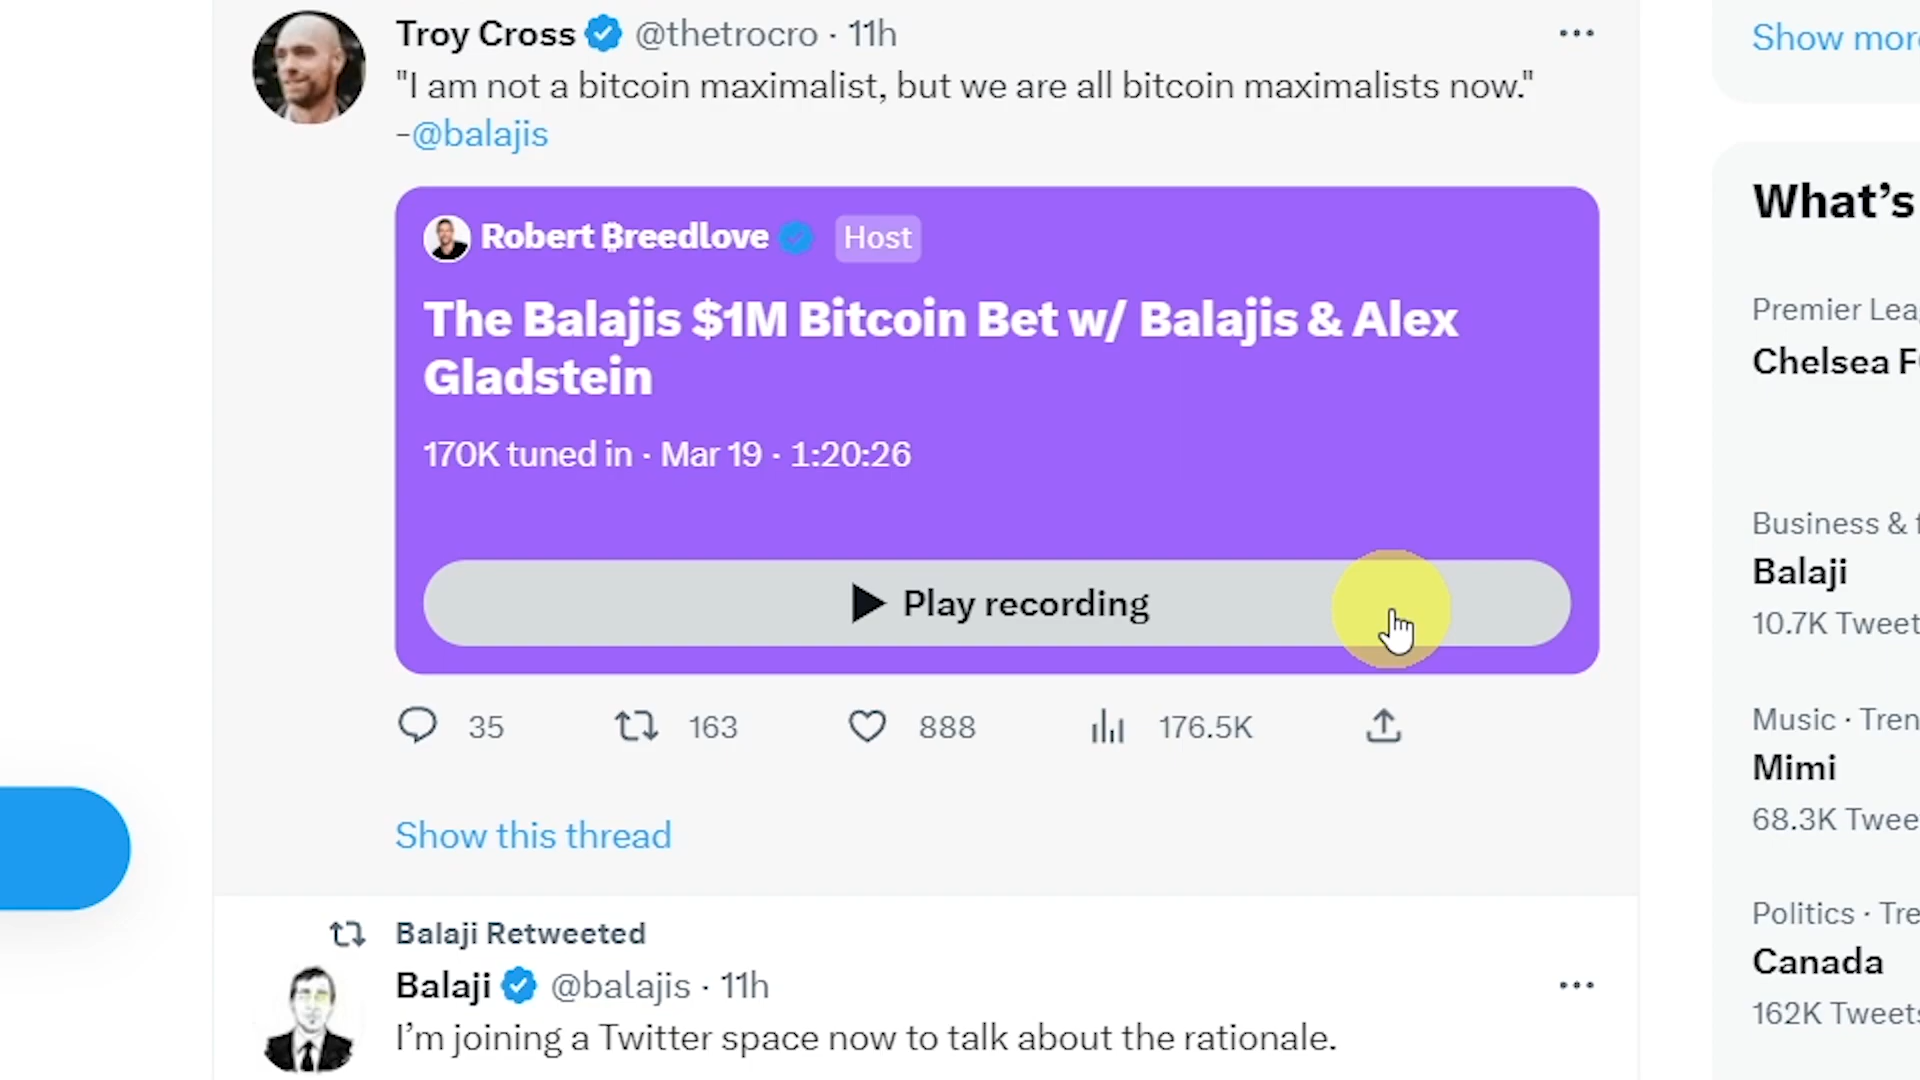 Troy Cross @thetrocro · 11h
"I am not a bitcoin maximalist, but we are all bitcoin maximalists now."
-@balajis
Robert ₿reedlove Host
The Balajis $1M Bitcoin Bet w/ Balajis & Alex
Gladstein
170K tuned in · Mar 19 · 1:20:26
Play recording
35 163 888 176.5K
Show this thread
Balaji Retweeted
Balaji @balajis · 11h
I'm joining a Twitter space now to talk about the rationale.
Show more
What's
Premier Lea
Chelsea F
Business &
Balaji
10.7K Tweet
Music · Tren
Mimi
68.3K Twee
Politics · Tre
Canada
162K Tweets